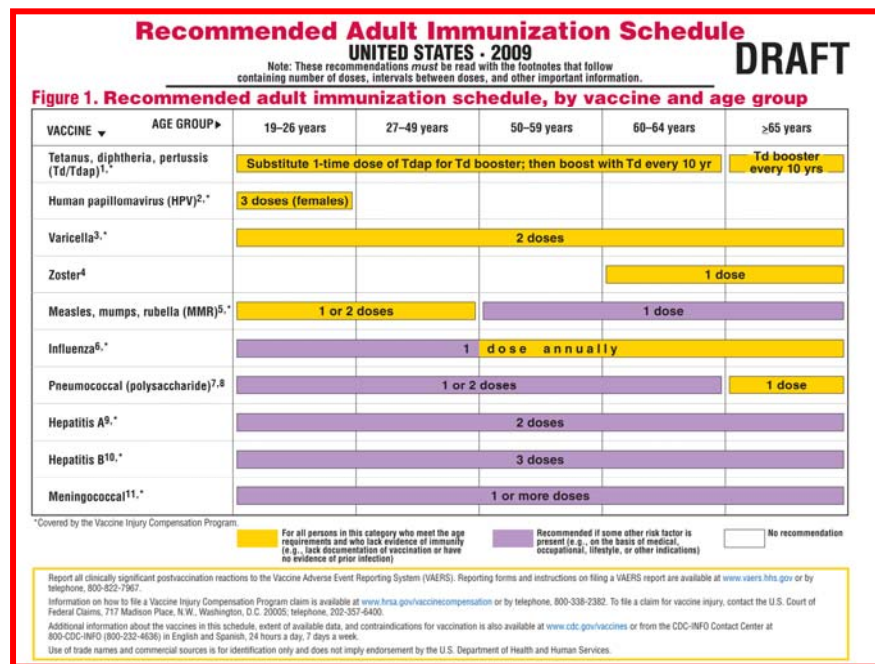 Recommended Adult Immunization Schedule
UNITED STATES - 2009
DRAFT
Note: These recommendations must be read with the footnotes that follow
containing number of doses, intervals between doses, and other important information.
Figure 1. Recommended adult immunization schedule, by vaccine and age group
VACCINE AGE GROUP 19–26 years 27–49 years 50–59 years 60–64 years ≥65 years
Tetanus, diphtheria, pertussis
(Td/Tdap)1,*
Substitute 1-time dose of Tdap for Td booster; then boost with Td every 10 yr
Td booster
every 10 yrs
Human papillomavirus (HPV)2,* 3 doses (females)
Varicella3,* 2 doses
Zoster4 1 dose
Measles, mumps, rubella (MMR)5,* 1 or 2 doses 1 dose
Influenza6,* 1 dose annually
Pneumococcal (polysaccharide)7,8 1 or 2 doses 1 dose
Hepatitis A9,* 2 doses
Hepatitis B10,* 3 doses
Meningococcal11,* 1 or more doses
*Covered by the Vaccine Injury Compensation Program.
For all persons in this category who meet the age
requirements and who lack evidence of immunity
(e.g., lack documentation of vaccination or have
no evidence of prior infection)
Recommended if some other risk factor is
present (e.g., on the basis of medical,
occupational, lifestyle, or other indications)
No recommendation
Report all clinically significant postvaccination reactions to the Vaccine Adverse Event Reporting System (VAERS). Reporting forms and instructions on filing a VAERS report are available at www.vaers.hhs.gov or by
telephone, 800-822-7967.
Information on how to file a Vaccine Injury Compensation Program claim is available at www.hrsa.gov/vaccinecompensation or by telephone, 800-338-2382. To file a claim for vaccine injury, contact the U.S. Court of
Federal Claims, 717 Madison Place, N.W., Washington, D.C. 20005; telephone, 202-357-6400.
Additional information about the vaccines in this schedule, extent of available data, and contraindications for vaccination is also available at www.cdc.gov/vaccines or from the CDC-INFO Contact Center at
800-CDC-INFO (800-232-4636) in English and Spanish, 24 hours a day, 7 days a week.
Use of trade names and commercial sources is for identification only and does not imply endorsement by the U.S. Department of Health and Human Services.